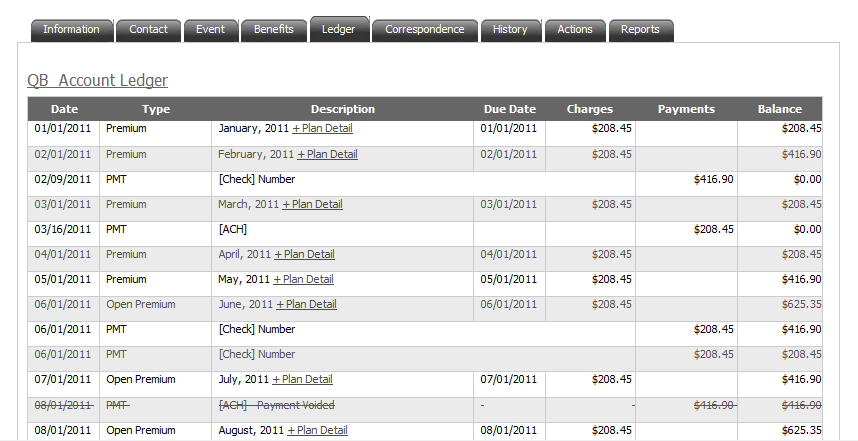 Information Contact Event Benefits Ledger Correspondence History Actions Reports
QB Account Ledger
Date Type Description Due Date Charges Payments Balance
01/01/2011 Premium January, 2011 +Plan Detail 01/01/2011 $208.45 $208.45
02/01/2011 Premium February, 2011 +Plan Detail 02/01/2011 $208.45 $416.90
02/09/2011 PMT [Check] Number $416.90 $0.00
03/01/2011 Premium March, 2011 +Plan Detail 03/01/2011 $208.45 $208.45
03/16/2011 PMT [ACH] $208.45 $0.00
04/01/2011 Premium April, 2011 +Plan Detail 04/01/2011 $208.45 $208.45
05/01/2011 Premium May, 2011 +Plan Detail 05/01/2011 $208.45 $416.90
06/01/2011 Open Premium June, 2011 +Plan Detail 06/01/2011 $208.45 $625.35
06/01/2011 PMT [Check] Number $208.45 $416.90
06/01/2011 PMT [Check] Number $208.45 $208.45
07/01/2011 Open Premium July, 2011 +Plan Detail 07/01/2011 $208.45 $416.90
08/01/2011 PMT [ACH] - Payment Voided - - $416.90 $416.90
08/01/2011 Open Premium August, 2011 +Plan Detail 08/01/2011 $208.45 $625.35